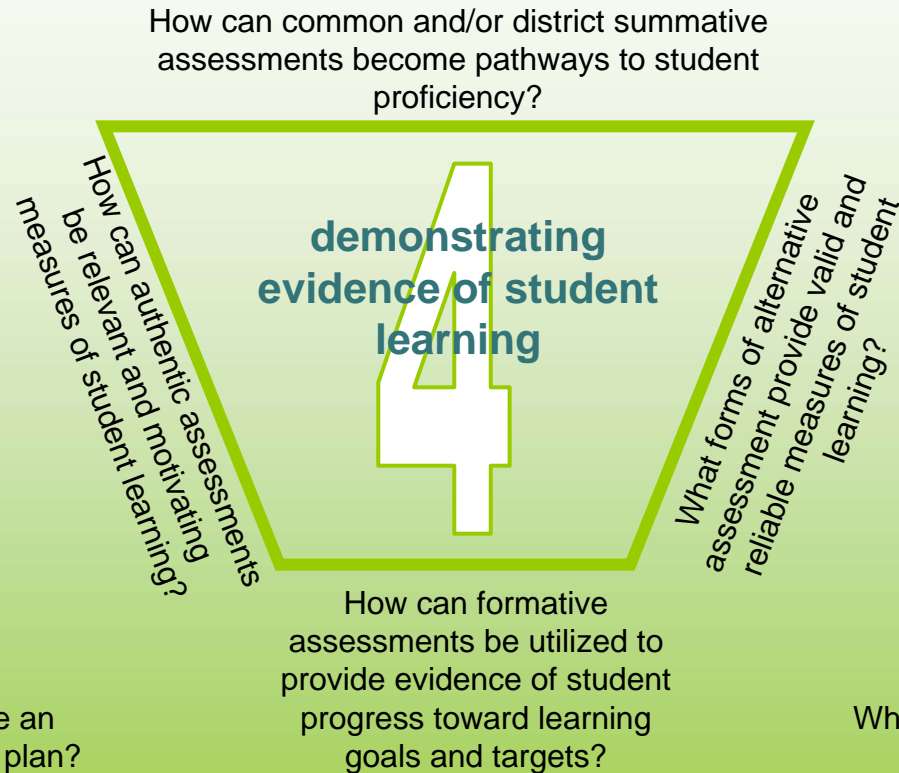 How can common and/or district summative
assessments become pathways to student
proficiency?
How can authentic assessments
be relevant and motivating
measures of student learning?
4
demonstrating
evidence of student
learning
What forms of alternative
assessment provide valid and
reliable measures of student
learning?
How can formative
assessments be utilized to
provide evidence of student
progress toward learning
goals and targets?
e an
plan?
Wh